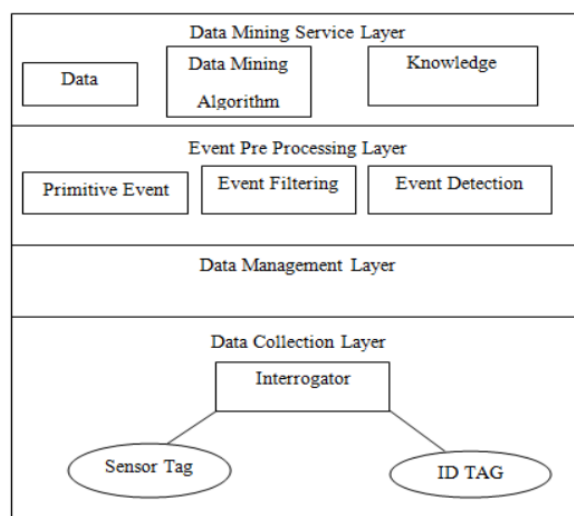 Data Mining Service Layer
Data
Data Mining
Algorithm
Knowledge
Event Pre Processing Layer
Primitive Event
Event Filtering
Event Detection
Data Management Layer
Data Collection Layer
Interrogator
Sensor Tag
ID TAG